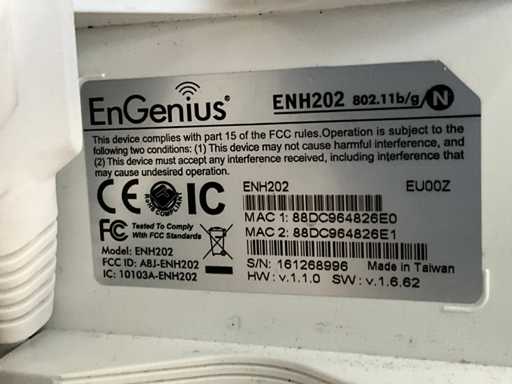 EnGenius®
ENH202 802.11b/g/N
This device complies with part 15 of the FCC rules.Operation is subject to the
following two conditions: (1) This device may not cause harmful interference, and
(2) This device must accept any interference received, including interference that
may cause undesired operation.
CE RoHS COMPLIANT IC
FC Tested To Comply
With FCC Standards
Model: ENH202
FCC ID: A8J-ENH202
IC: 10103A-ENH202
ENH202 EU00Z
MAC 1: 88DC964826E0
MAC 2: 88DC964826E1
S/N: 161268996 Made in Taiwan
HW: v.1.1.0 SW: v.1.6.62